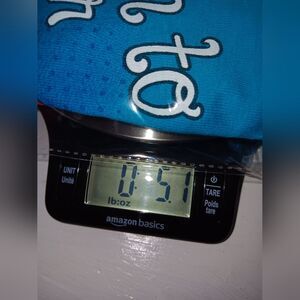 n to
UNIT
Unité
0:5.1
lb:oz
TARE
Poids
tare
amazon basics